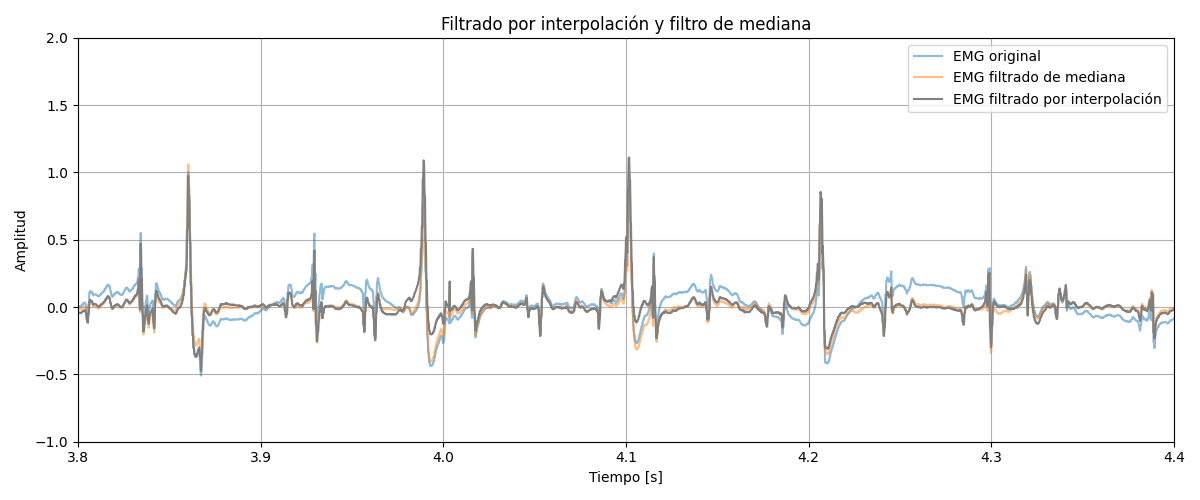 Filtrado por interpolación y filtro de mediana
2.0
1.5
1.0
0.5
0.0
−0.5
−1.0
Amplitud
EMG original
EMG filtrado de mediana
EMG filtrado por interpolación
3.8 3.9 4.0 4.1 4.2 4.3 4.4
Tiempo [s]